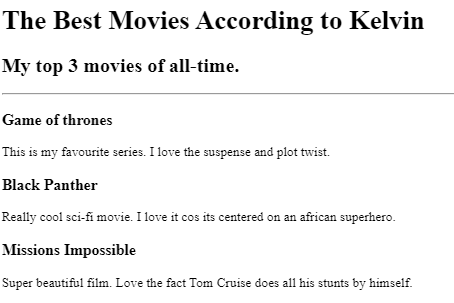 The Best Movies According to Kelvin
My top 3 movies of all-time.
Game of thrones
This is my favourite series. I love the suspense and plot twist.
Black Panther
Really cool sci-fi movie. I love it cos its centered on an african superhero.
Missions Impossible
Super beautiful film. Love the fact Tom Cruise does all his stunts by himself.